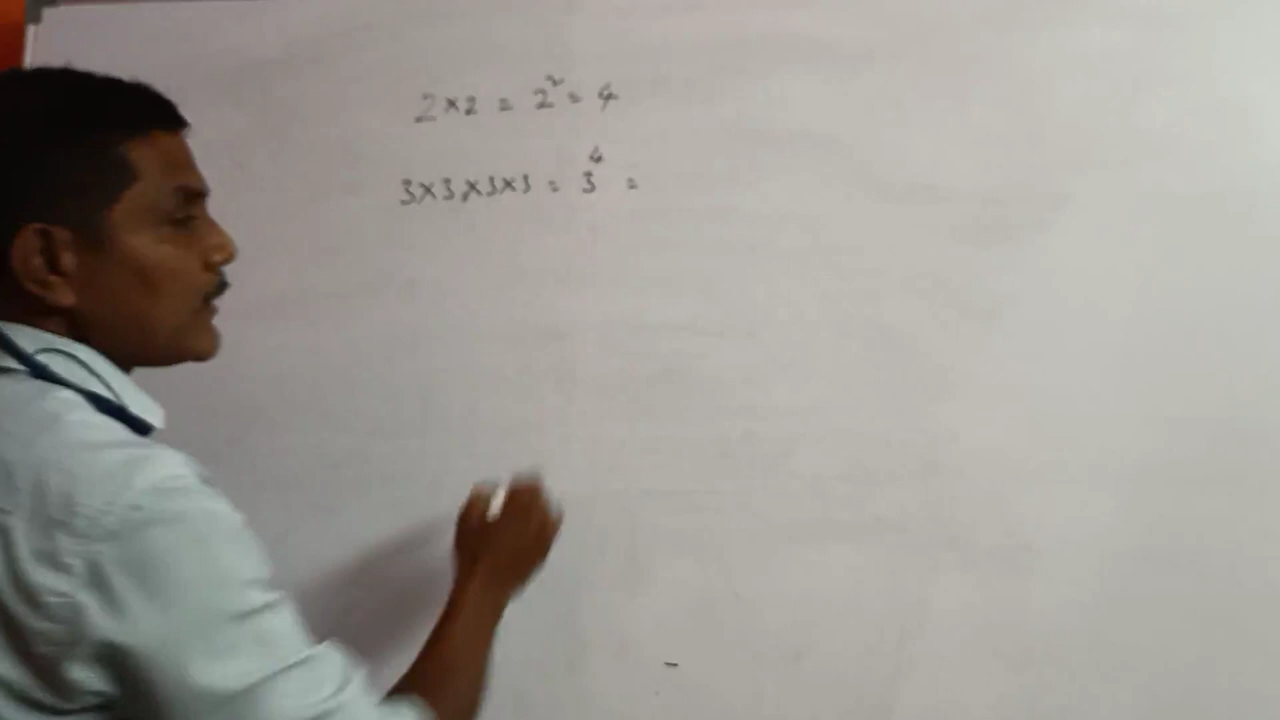 2×2 = 2² = 4
3×3×3×3 = 3⁴ =